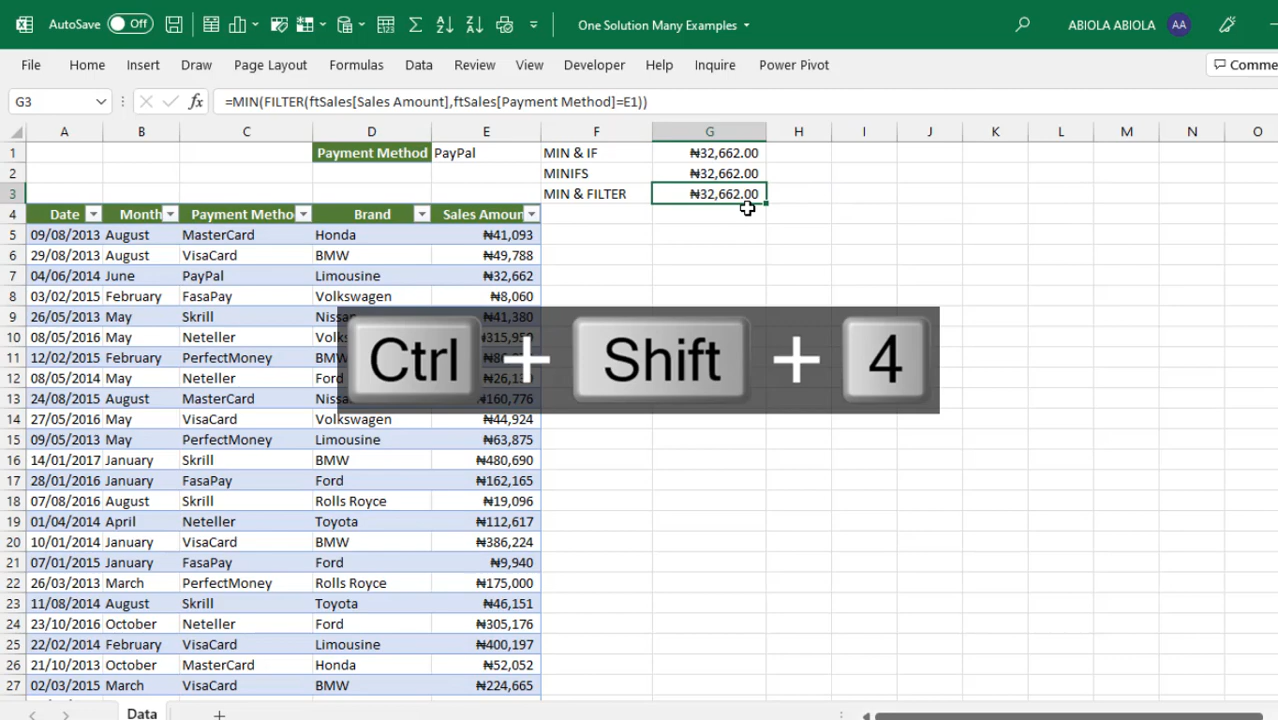 AutoSave Off One Solution Many Examples ABIOLA ABIOLA AA
File Home Insert Draw Page Layout Formulas Data Review View Developer Help Inquire Power Pivot Comme
G3 fx =MIN(FILTER(ftSales[Sales Amount],ftSales[Payment Method]=E1))
A B C D E F G H I J K L M N O
1 Payment Method PayPal MIN & IF ₦32,662.00
2 MINIFS ₦32,662.00
3 MIN & FILTER ₦32,662.00
4 Date Month Payment Metho Brand Sales Amoun
5 09/08/2013 August MasterCard Honda ₦41,093
6 29/08/2013 August VisaCard BMW ₦49,788
7 04/06/2014 June PayPal Limousine ₦32,662
8 03/02/2015 February FasaPay Volkswagen ₦8,060
9 26/05/2013 May Skrill Nissa ₦41,380
10 08/05/2016 May Neteller Volks ₦315,950
11 12/02/2015 February PerfectMoney BMW
12 08/05/2014 May Neteller Ford
13 24/08/2015 August MasterCard Nissa ₦160,776
Ctrl + Shift + 4
14 27/05/2016 May VisaCard Volkswagen ₦44,924
15 09/05/2013 May PerfectMoney Limousine ₦63,875
16 14/01/2017 January Skrill BMW ₦480,690
17 28/01/2016 January FasaPay Ford ₦162,165
18 07/08/2016 August Skrill Rolls Royce ₦19,096
19 01/04/2014 April Neteller Toyota ₦112,617
20 10/01/2014 January VisaCard BMW ₦386,224
21 07/01/2015 January FasaPay Ford ₦9,940
22 26/03/2013 March PerfectMoney Rolls Royce ₦175,000
23 11/08/2014 August Skrill Toyota ₦46,151
24 23/10/2016 October Neteller Ford ₦305,176
25 22/02/2014 February VisaCard Limousine ₦400,197
26 21/10/2013 October MasterCard Honda ₦52,052
27 02/03/2015 March VisaCard BMW ₦224,665
Data